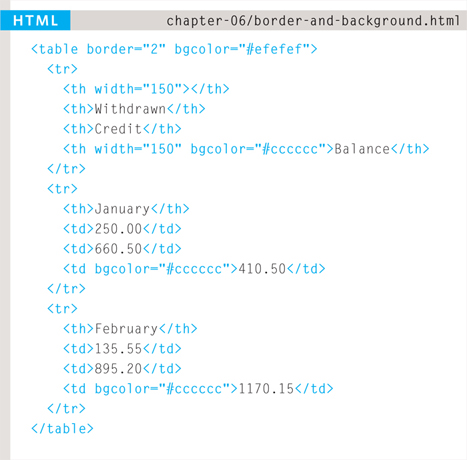 HTML chapter-06/border-and-background.html
<table border="2" bgcolor="#efefef">
<tr>
<th width="150"></th>
<th>Withdrawn</th>
<th>Credit</th>
<th width="150" bgcolor="#cccccc">Balance</th>
</tr>
<tr>
<th>January</th>
<td>250.00</td>
<td>660.50</td>
<td bgcolor="#cccccc">410.50</td>
</tr>
<tr>
<th>February</th>
<td>135.55</td>
<td>895.20</td>
<td bgcolor="#cccccc">1170.15</td>
</tr>
</table>